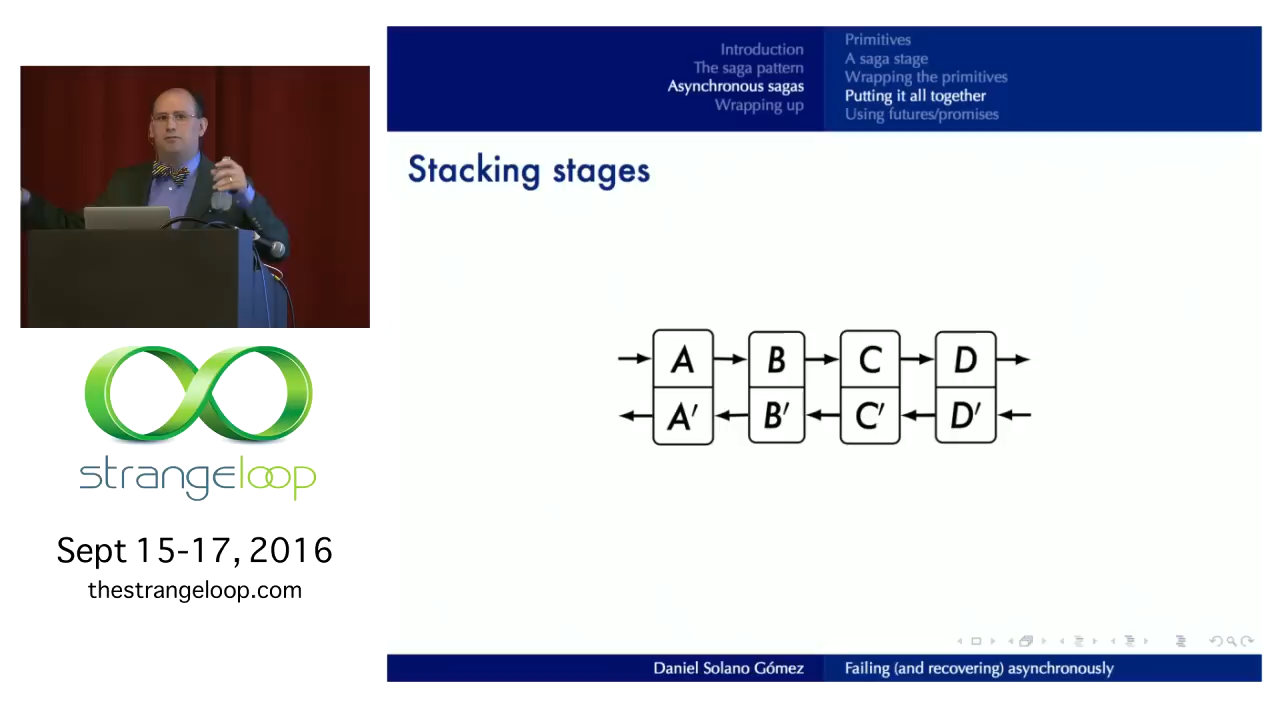 Introduction
The saga pattern
Asynchronous sagas
Wrapping up
Primitives
A saga stage
Wrapping the primitives
Putting it all together
Using futures/promises
Stacking stages
A B C D
A′ B′ C′ D′
strangeloop
Sept 15-17, 2016
thestrangeloop.com
Daniel Solano Gómez
Failing (and recovering) asynchronously